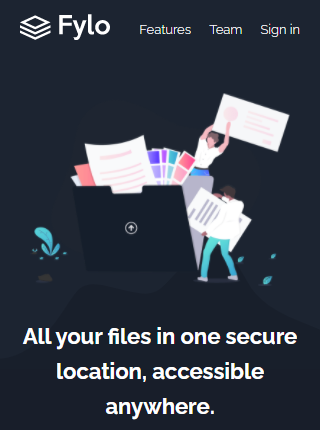 Fylo
Features Team Sign in
All your files in one secure
location, accessible
anywhere.